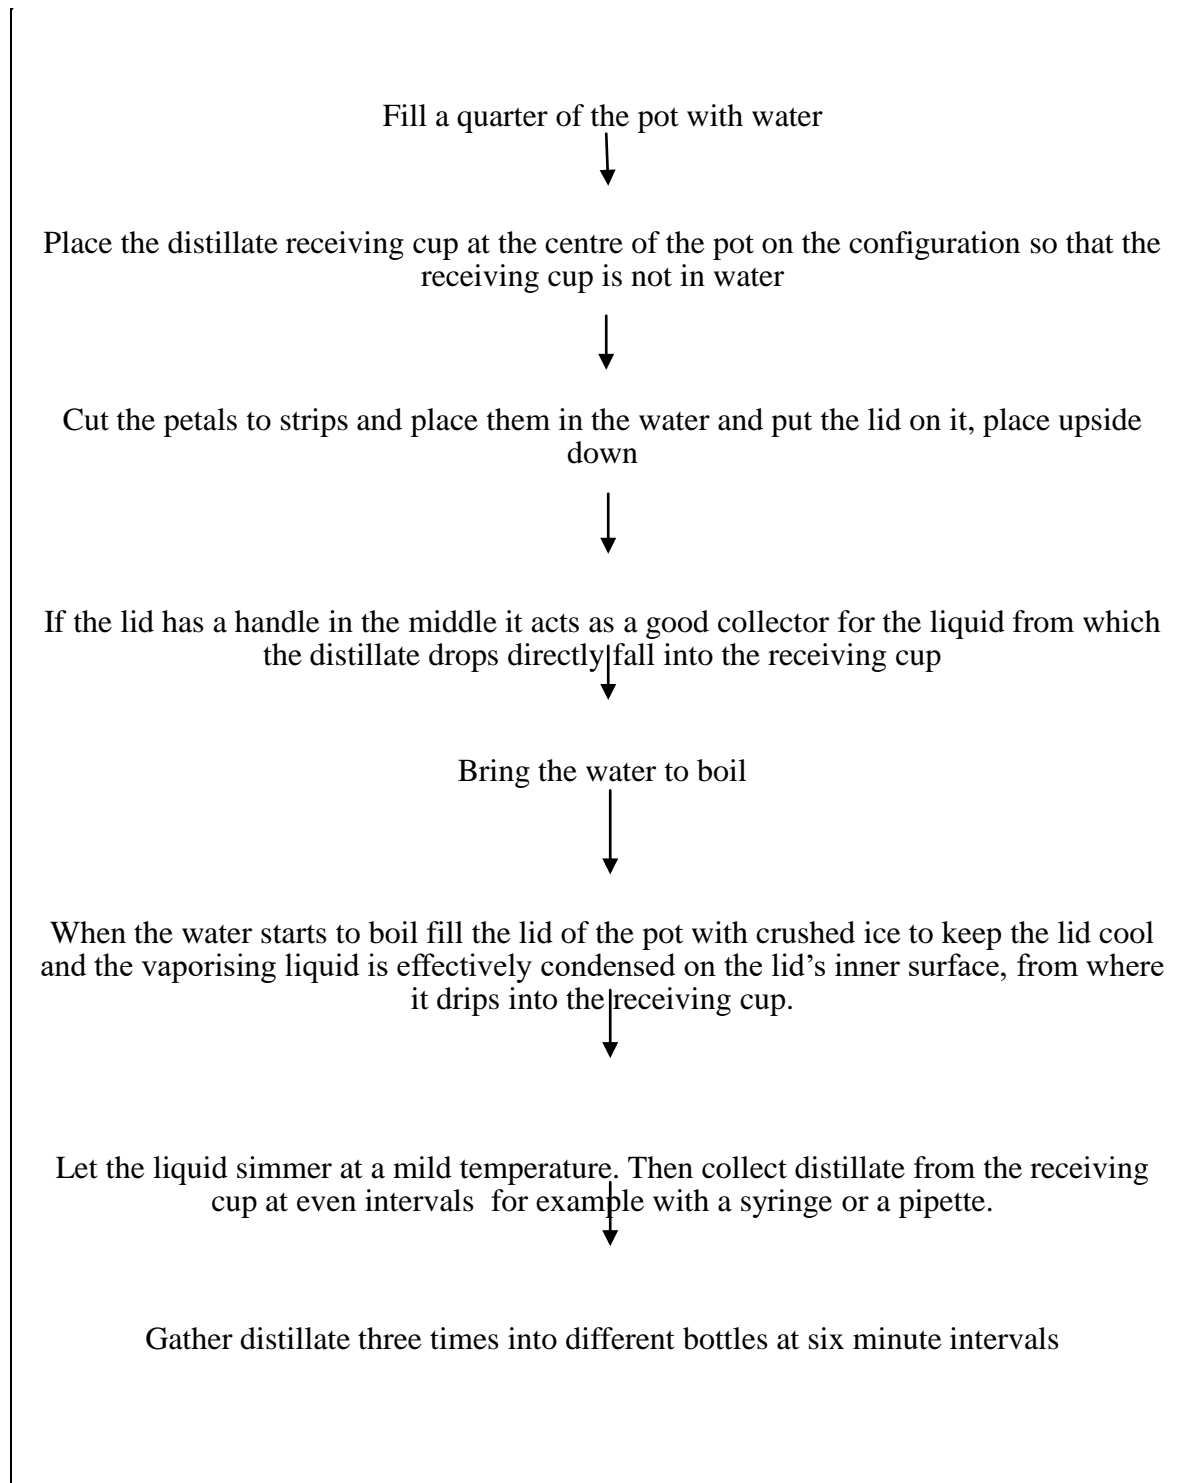 Fill a quarter of the pot with water
Place the distillate receiving cup at the centre of the pot on the configuration so that the
receiving cup is not in water
Cut the petals to strips and place them in the water and put the lid on it, place upside
down
If the lid has a handle in the middle it acts as a good collector for the liquid from which
the distillate drops directly fall into the receiving cup
Bring the water to boil
When the water starts to boil fill the lid of the pot with crushed ice to keep the lid cool
and the vaporising liquid is effectively condensed on the lid’s inner surface, from where
it drips into the receiving cup.
Let the liquid simmer at a mild temperature. Then collect distillate from the receiving
cup at even intervals  for example with a syringe or a pipette.
Gather distillate three times into different bottles at six minute intervals